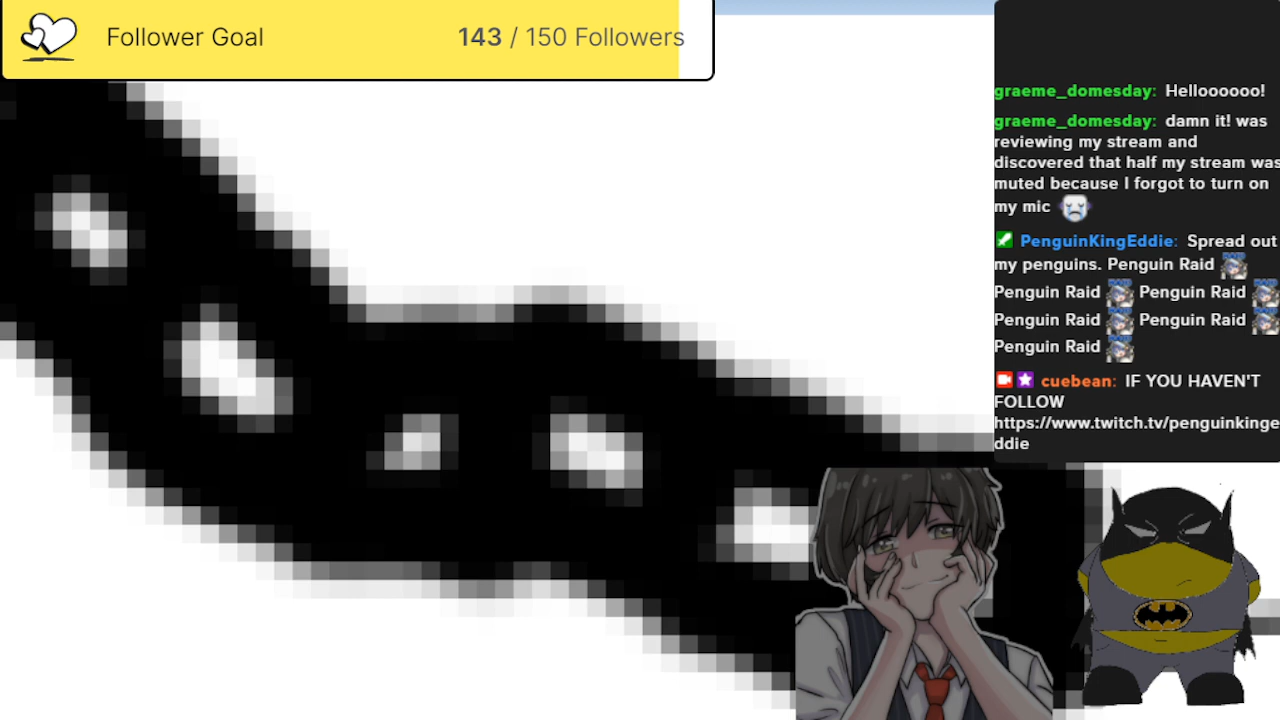 Follower Goal 143 / 150 Followers
graeme_domesday: Helloooooo!
graeme_domesday: damn it! was
reviewing my stream and
discovered that half my stream was
muted because I forgot to turn on
my mic
PenguinKingEddie: Spread out
my penguins. Penguin Raid
Penguin Raid Penguin Raid
Penguin Raid Penguin Raid
Penguin Raid
cuebean: IF YOU HAVEN'T
FOLLOW
https://www.twitch.tv/penguinkinge
ddie